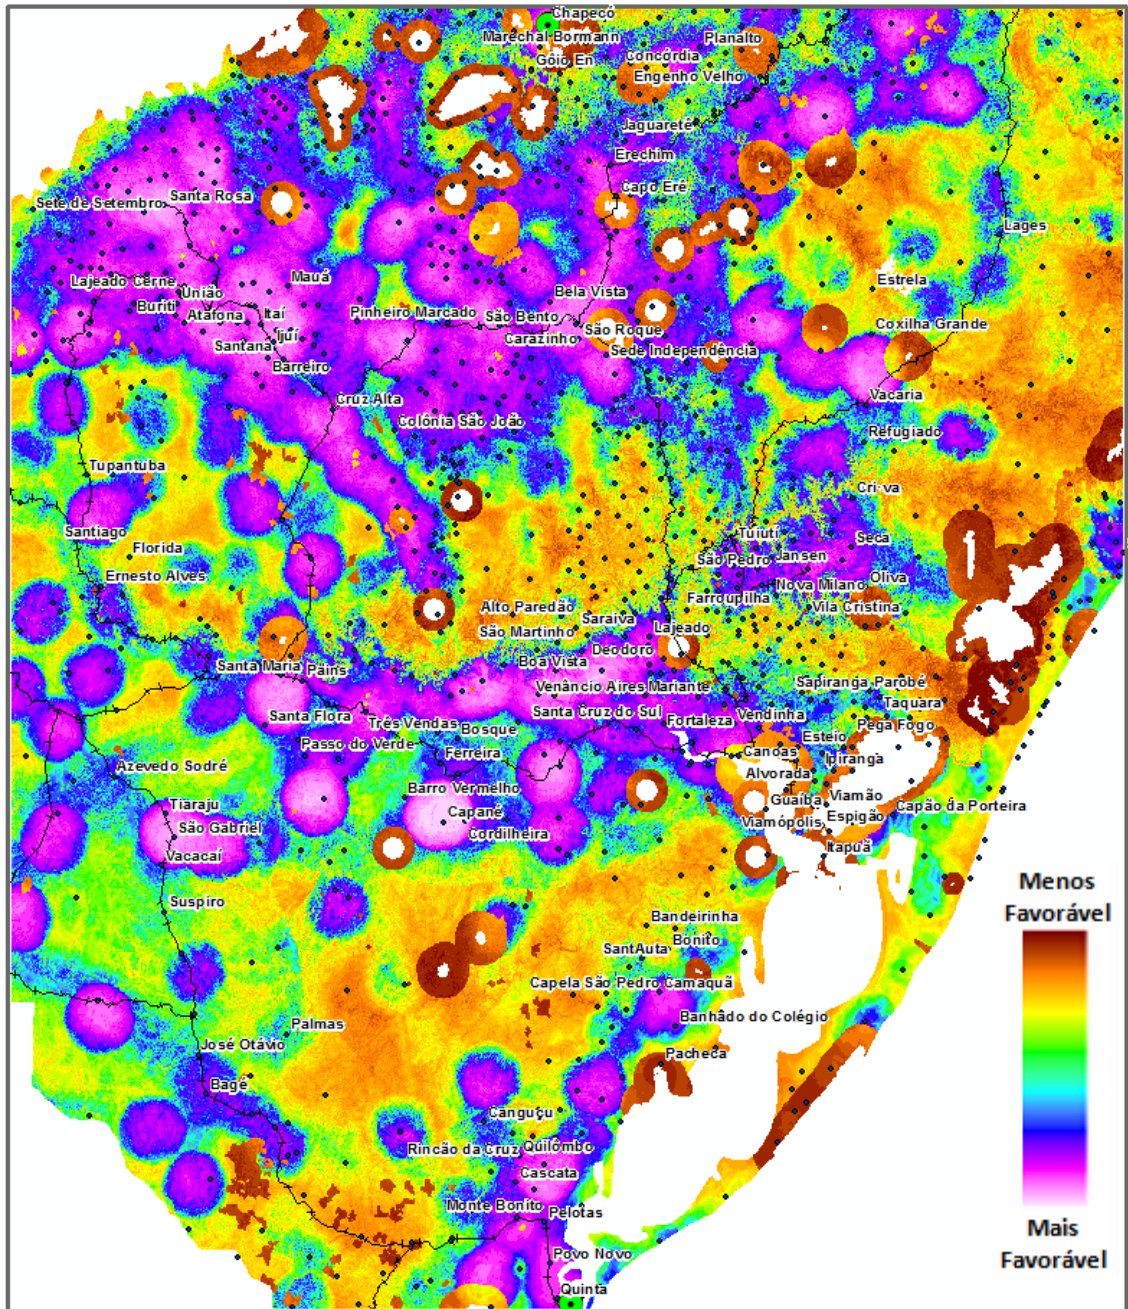 Chapecó
Marechal Bormann
Planalto
Goio En
Concórdia
Engenho Velho
Jaguareté
Erechim
Capo Erê
Sete de Setembro
Santa Rosa
Lages
Mauá
Lajeado Cerne
União
Bela Vista
Estrela
Buriti
Atafona
Itaí
Pinheiro Marcado
São Bento
Coxilha Grande
Santana
Ijuí
Carazinho
São Roque
Sede Independência
Barreiro
Cruz Alta
Vacaria
Colônia São João
Refugiado
Tupantuba
Santiago
Tuiutí
Seca
Florida
São Pedro
Jansen
Ernesto Alves
Farroupilha
Nova Milano
Oliva
Alto Paredão
Saraiva
Vila Cristina
São Martinho
Lajeado
Deodoro
Santa Maria
Pains
Boa Vista
Venâncio Aires
Mariante
Sapiranga
Parobé
Taquara
Santa Flora
Três Vendas
Bosque
Santa Cruz do Sul
Fortaleza
Vendinha
Pega Fogo
Passo do Verde
Ferreira
Esteio
Canoas
Ipiranga
Azevedo Sodré
Barro Vermelho
Alvorada
Tiaraju
Capané
Guaíba
Viamão
Capão da Porteira
São Gabriel
Cordilheira
Viamópolis
Espigão
Vacacaí
Itapuã
Suspiro
Menos
Favorável
Bandeirinha
SantAuta
Bonito
Capela São Pedro
Camaquã
Palmas
Banhado do Colégio
José Otávio
Pacheca
Bagé
Canguçu
Rincão da Cruz
Quilombo
Cascata
Monte Bonito
Pelotas
Povo Novo
Mais
Favorável
Quinta